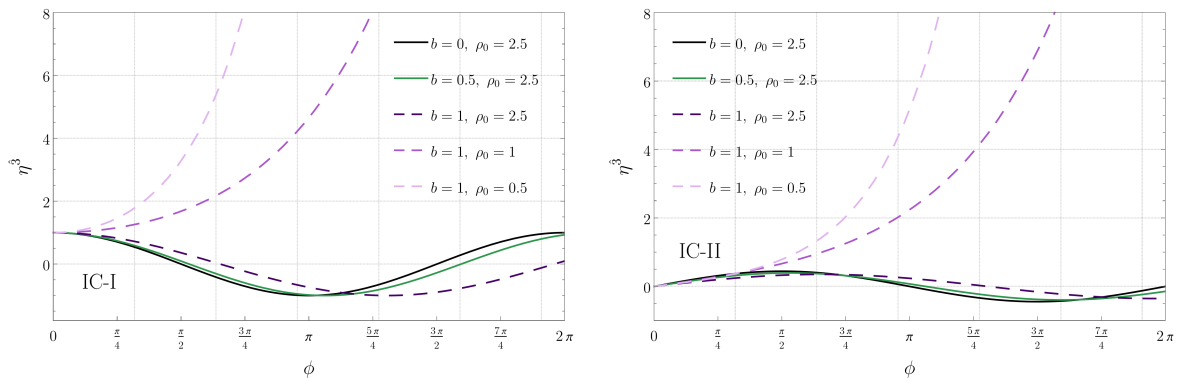 8
6
4
2
0
η^3̂
b = 0, ρ₀ = 2.5
b = 0.5, ρ₀ = 2.5
b = 1, ρ₀ = 2.5
b = 1, ρ₀ = 1
b = 1, ρ₀ = 0.5
IC-I
0 π/4 π/2 3π/4 π 5π/4 3π/2 7π/4 2π
ϕ
8
6
4
2
0
η^3̂
b = 0, ρ₀ = 2.5
b = 0.5, ρ₀ = 2.5
b = 1, ρ₀ = 2.5
b = 1, ρ₀ = 1
b = 1, ρ₀ = 0.5
IC-II
0 π/4 π/2 3π/4 π 5π/4 3π/2 7π/4 2π
ϕ